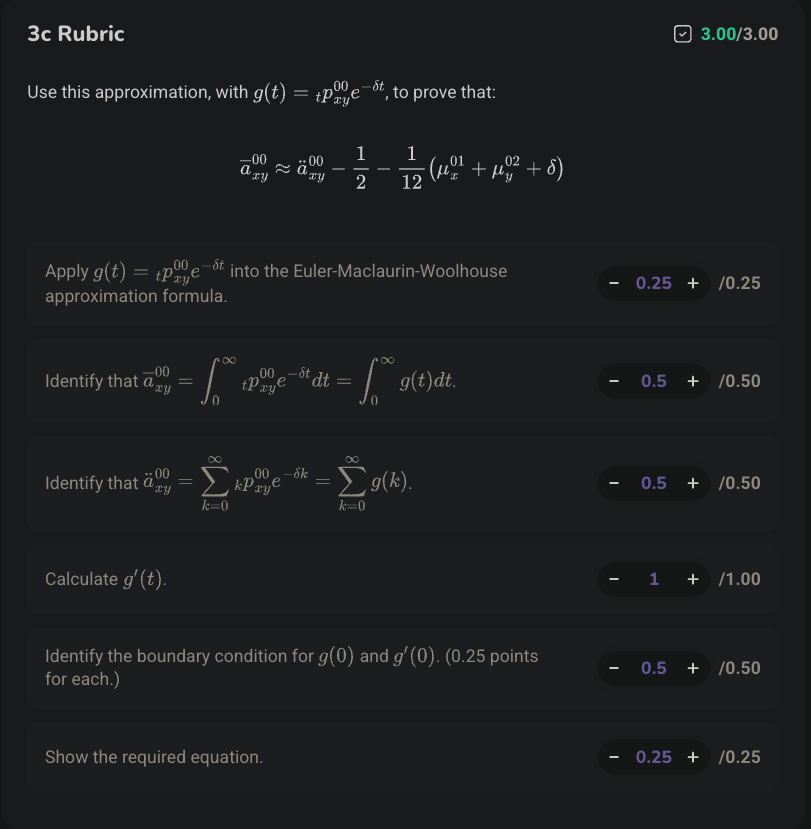 3c Rubric 3.00/3.00
Use this approximation, with $g(t) = {}_tp_{xy}^{00}e^{-\delta t}$, to prove that:
$\overline{a}_{xy}^{00} \approx \ddot{a}_{xy}^{00} - \frac{1}{2} - \frac{1}{12}\left(\mu_x^{01} + \mu_y^{02} + \delta\right)$
Apply $g(t) = {}_tp_{xy}^{00}e^{-\delta t}$ into the Euler-Maclaurin-Woolhouse
approximation formula.
− 0.25 + /0.25
Identify that $\overline{a}_{xy}^{00} = \int_0^\infty {}_tp_{xy}^{00}e^{-\delta t}dt = \int_0^\infty g(t)dt.$
− 0.5 + /0.50
Identify that $\ddot{a}_{xy}^{00} = \sum_{k=0}^{\infty} {}_kp_{xy}^{00}e^{-\delta k} = \sum_{k=0}^{\infty} g(k).$
− 0.5 + /0.50
Calculate $g'(t)$.
− 1 + /1.00
Identify the boundary condition for $g(0)$ and $g'(0)$. (0.25 points
for each.)
− 0.5 + /0.50
Show the required equation.
− 0.25 + /0.25